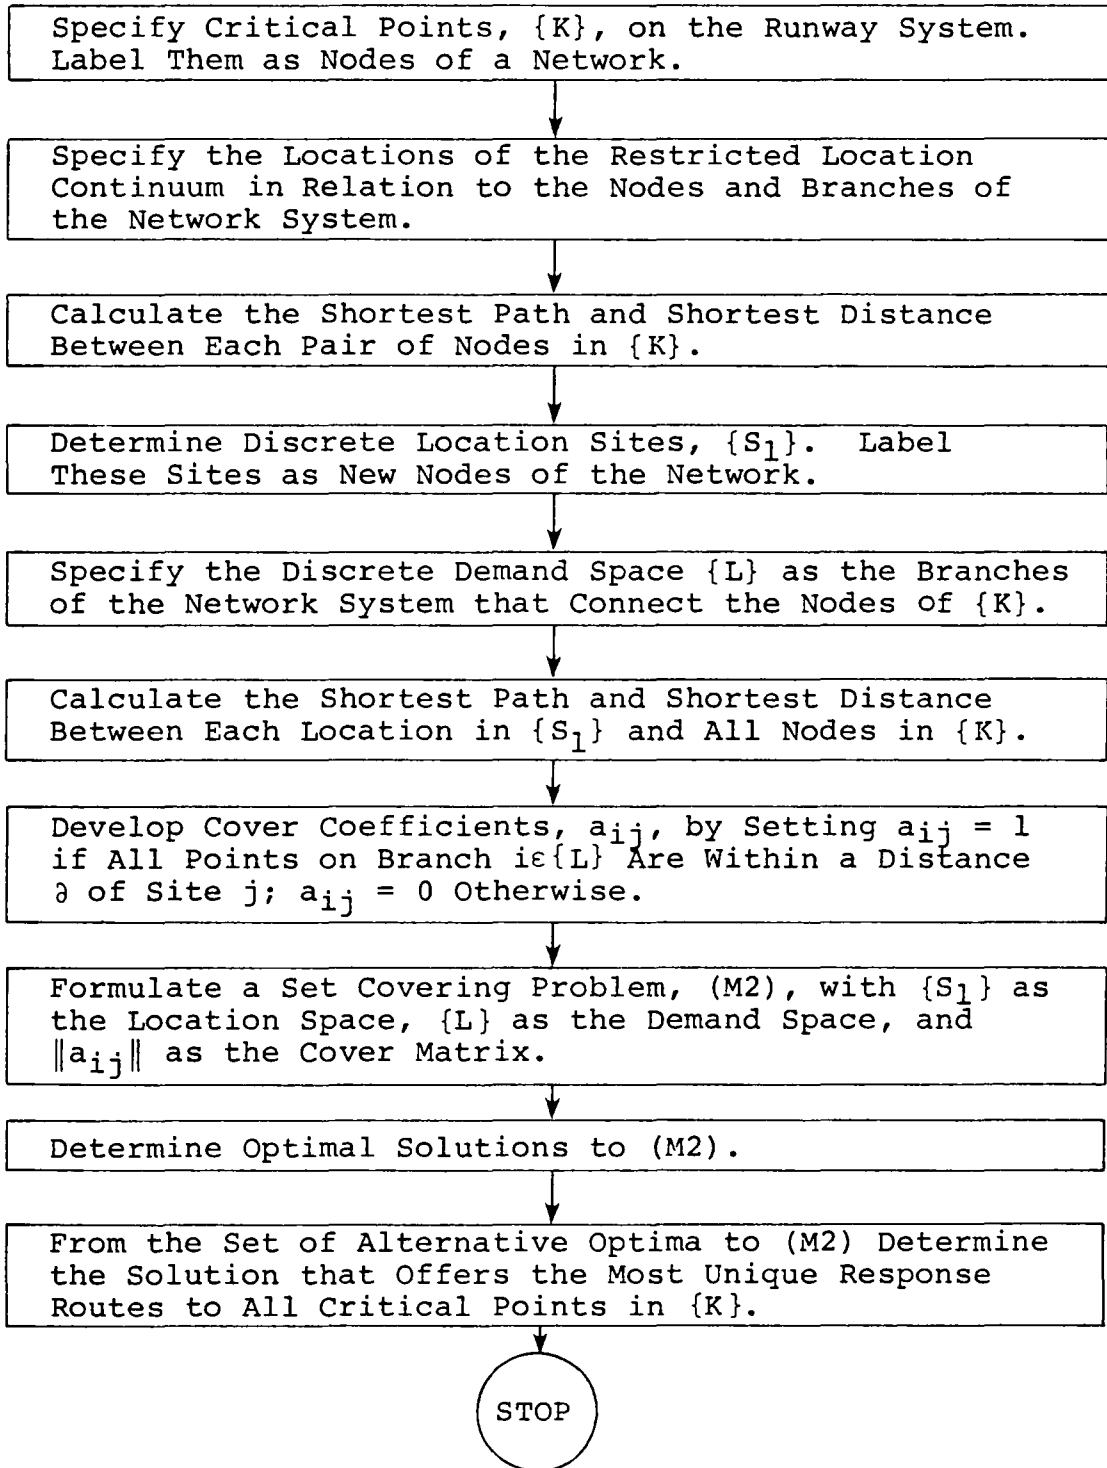 Specify Critical Points, {K}, on the Runway System.
Label Them as Nodes of a Network.
Specify the Locations of the Restricted Location
Continuum in Relation to the Nodes and Branches of
the Network System.
Calculate the Shortest Path and Shortest Distance
Between Each Pair of Nodes in {K}.
Determine Discrete Location Sites, {S1}. Label
These Sites as New Nodes of the Network.
Specify the Discrete Demand Space {L} as the Branches
of the Network System that Connect the Nodes of {K}.
Calculate the Shortest Path and Shortest Distance
Between Each Location in {S1} and All Nodes in {K}.
Develop Cover Coefficients, aij, by Setting aij = 1
if All Points on Branch iε{L} Are Within a Distance
∂ of Site j; aij = 0 Otherwise.
Formulate a Set Covering Problem, (M2), with {S1} as
the Location Space, {L} as the Demand Space, and
‖aij‖ as the Cover Matrix.
Determine Optimal Solutions to (M2).
From the Set of Alternative Optima to (M2) Determine
the Solution that Offers the Most Unique Response
Routes to All Critical Points in {K}.
STOP